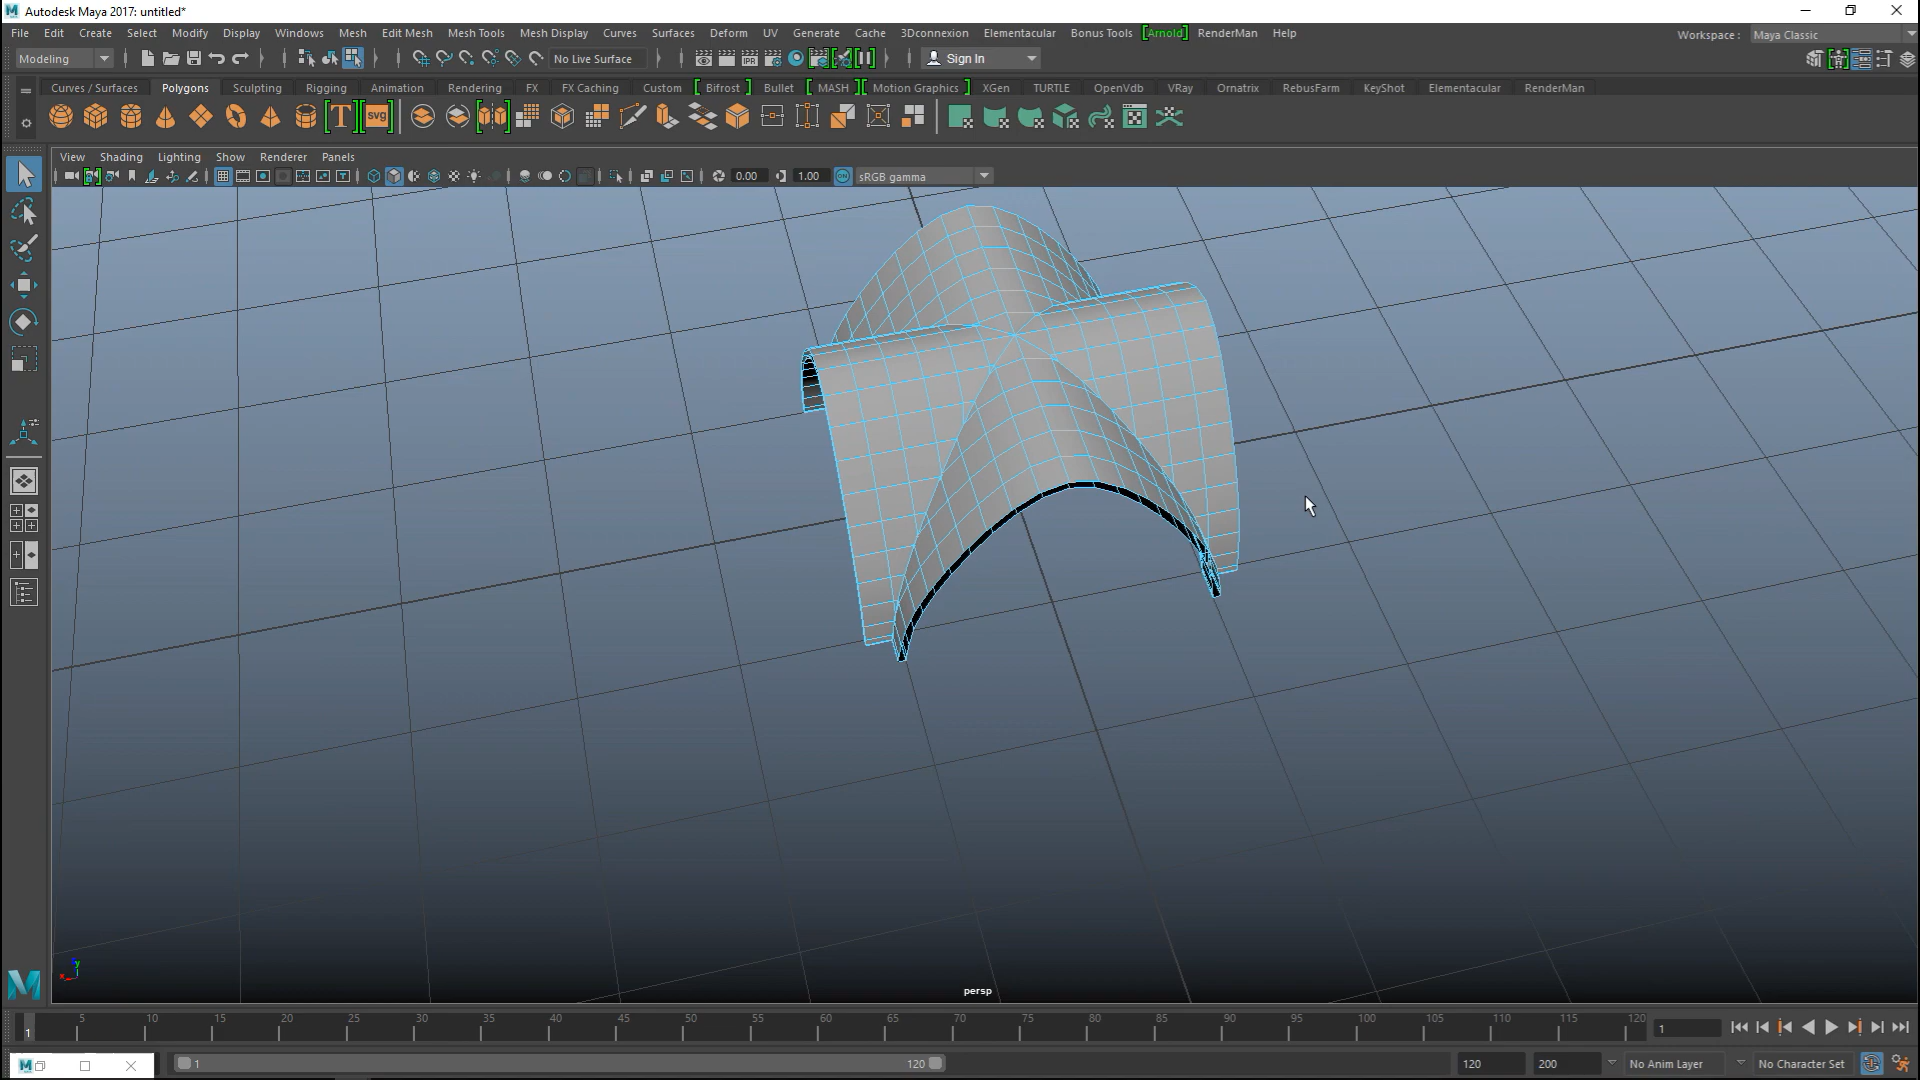 Autodesk Maya 2017: untitled*
File Edit Create Select Modify Display Windows Mesh Edit Mesh Mesh Tools Mesh Display Curves Surfaces Deform UV Generate Cache 3Dconnexion Elementacular Bonus Tools [Arnold] RenderMan Help Workspace : Maya Classic
Modeling No Live Surface IPR Sign In
Curves / Surfaces Polygons Sculpting Rigging Animation Rendering FX FX Caching Custom [ Bifrost ] Bullet [ MASH ] [ Motion Graphics ] XGen TURTLE OpenVdb VRay Ornatrix RebusFarm KeyShot Elementacular RenderMan
T svg
View Shading Lighting Show Renderer Panels
0.00 1.00 ON sRGB gamma
y
x
persp
5 10 15 20 25 30 35 40 45 50 55 60 65 70 75 80 85 90 95 100 105 110 115 120
1 1
M 1 120 120 200 No Anim Layer No Character Set